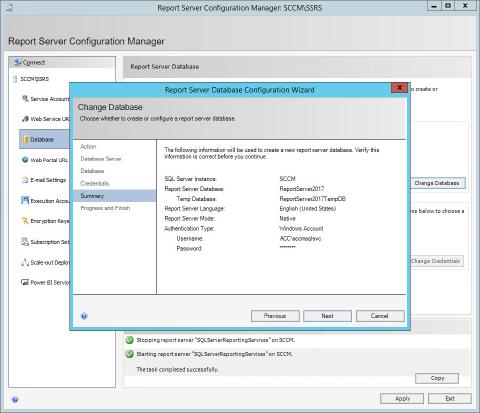 Report Server Configuration Manager: SCCM\SSRS
Report Server Configuration Manager
Connect
SCCM\SSRS
Service Account
Web Service UR
Database
Web Portal URL
E-mail Settings
Execution Accou
Encryption Keys
Subscription Set
Scale-out Deploy
Power BI Service
Report Server Database
to create or
Change Database
ns below to choose a
Change Credentials
Report Server Database Configuration Wizard
Change Database
Choose whether to create or configure a report server database.
Action
Database Server
Database
Credentials
Summary
Progress and Finish
The following information will be used to create a new report server database. Verify this
information is correct before you continue.
SQL Server Instance: SCCM
Report Server Database: ReportServer2017
Temp Database: ReportServer2017TempDB
Report Server Language: English (United States)
Report Server Mode: Native
Authentication Type: Windows Account
Username: ACC\sccmsqlsvc
Password: ********
Previous
Next
Cancel
Stopping report server "SQLServerReportingServices" on SCCM.
Starting report server "SQLServerReportingServices" on SCCM.
The task completed successfully.
Copy
Apply
Exit